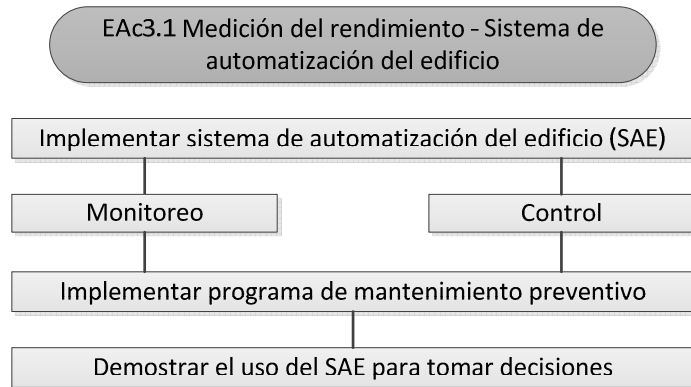 EAc3.1 Medición del rendimiento - Sistema de
automatización del edificio
Implementar sistema de automatización del edificio (SAE)
Monitoreo
Control
Implementar programa de mantenimiento preventivo
Demostrar el uso del SAE para tomar decisiones